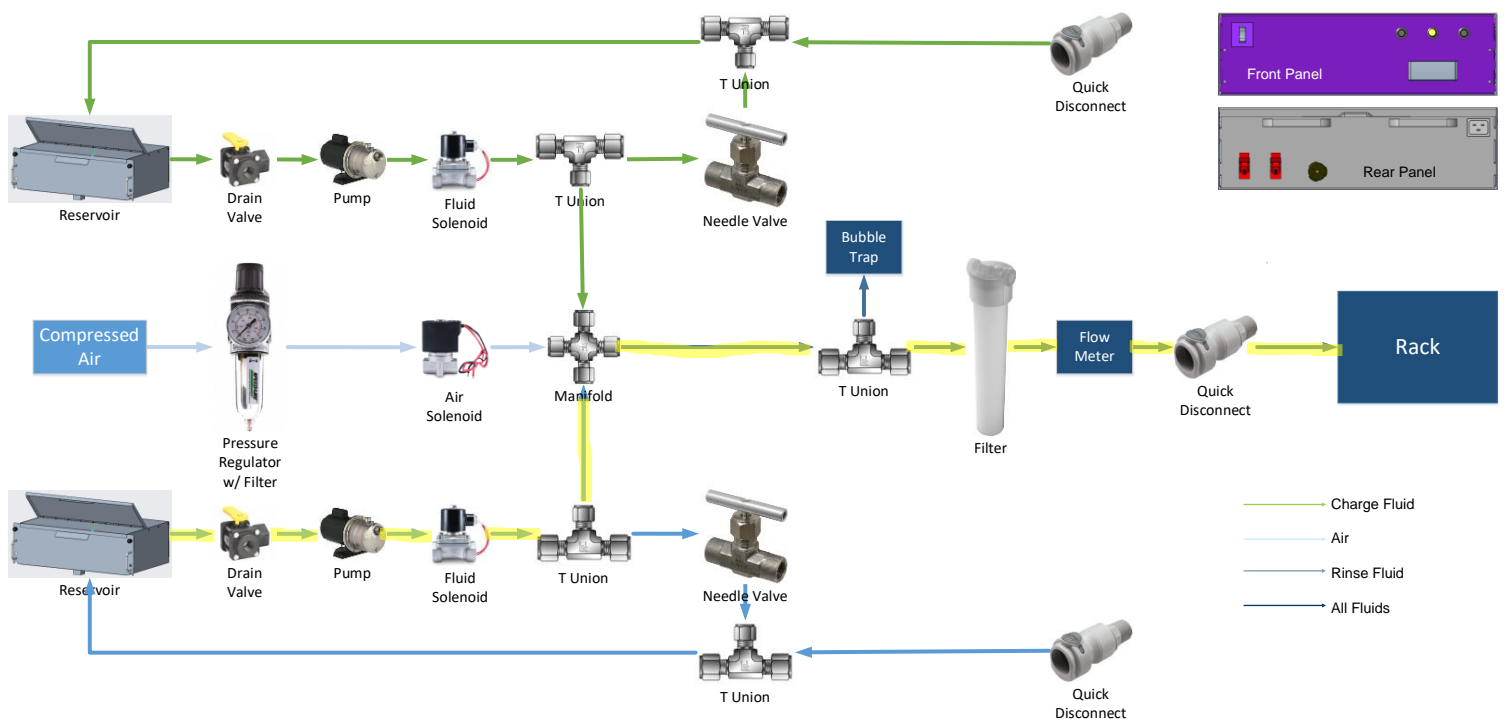 T Union
Quick
Disconnect
Front Panel
Rear Panel
Reservoir
Drain
Valve
Pump
Fluid
Solenoid
T Union
Needle Valve
Bubble
Trap
Compressed
Air
Pressure
Regulator
w/ Filter
Air
Solenoid
Manifold
T Union
Filter
Flow
Meter
Quick
Disconnect
Rack
Reservoir
Drain
Valve
Pump
Fluid
Solenoid
T Union
Needle Valve
T Union
Quick
Disconnect
Charge Fluid
Air
Rinse Fluid
All Fluids